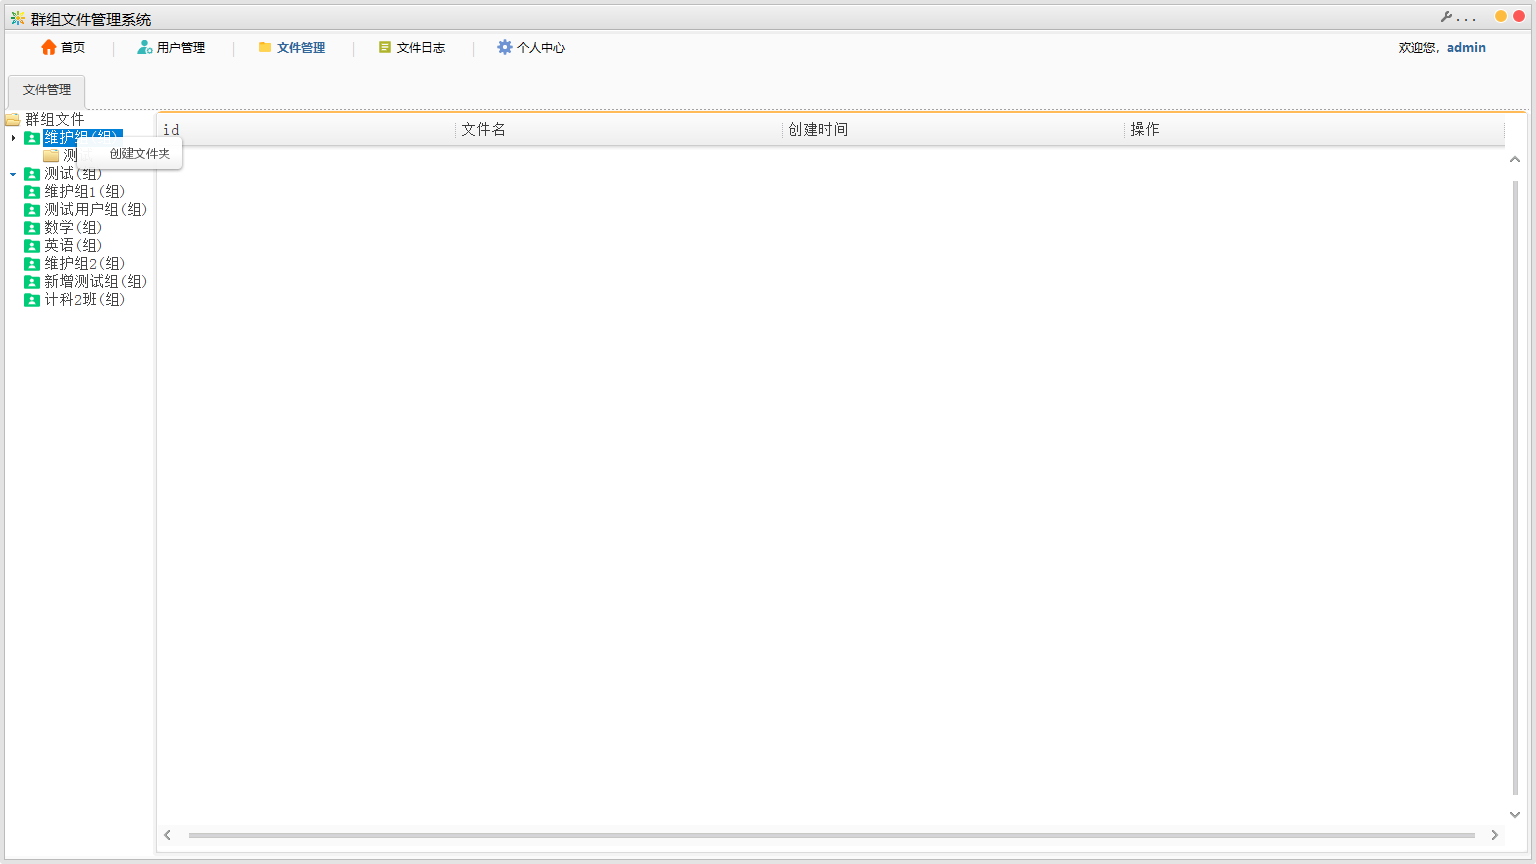 群组文件管理系统
...
首页 用户管理 文件管理 文件日志 个人中心 欢迎您，admin
文件管理
群组文件
id 文件名 创建时间 操作
维护组(组)
测
创建文件夹
测试(组)
维护组1(组)
测试用户组(组)
数学(组)
英语(组)
维护组2(组)
新增测试组(组)
计科2班(组)